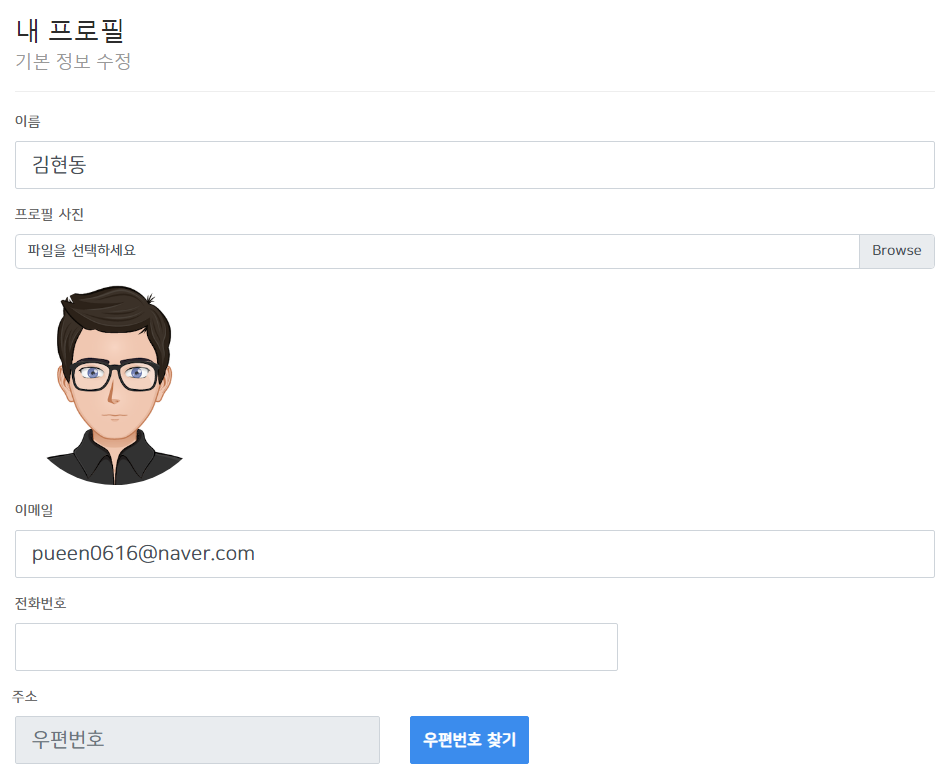 내 프로필
기본 정보 수정
이름
김현동
프로필 사진
파일을 선택하세요 Browse
이메일
pueen0616@naver.com
전화번호
주소
우편번호 우편번호 찾기